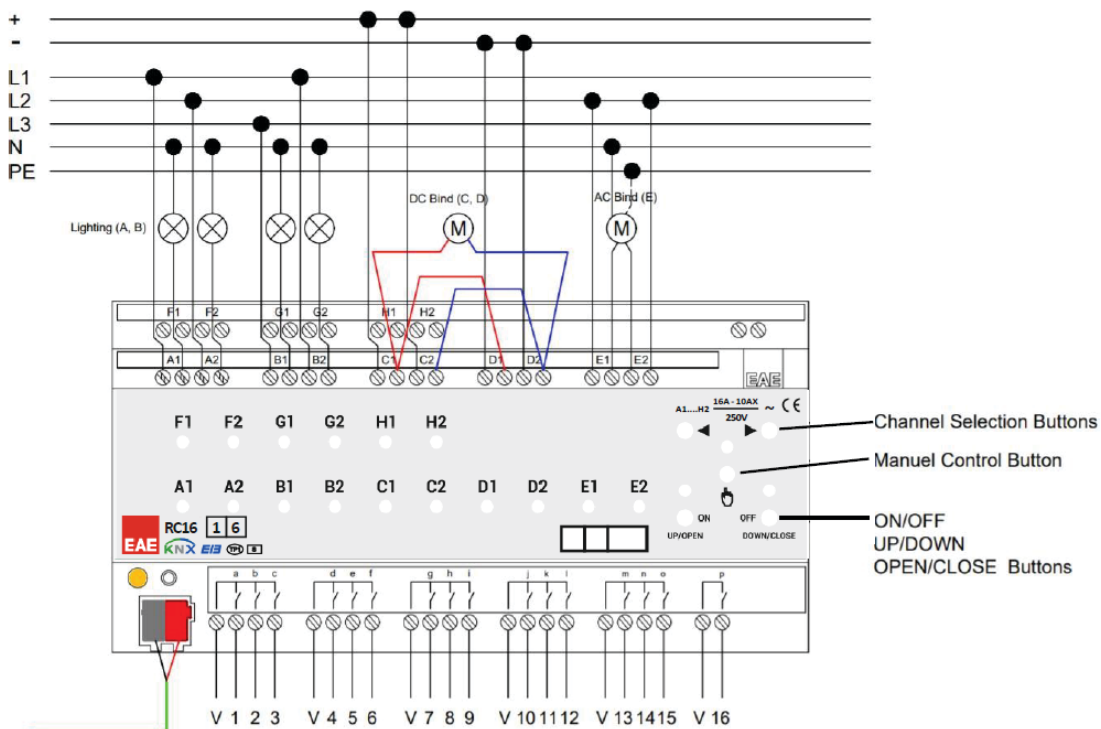 +
-
L1
L2
L3
N
PE
DC Bind (C, D)
AC Bind (E)
Lighting (A, B)
M
M
F1 F2 G1 G2 H1 H2
A1 A2 B1 B2 C1 C2 D1 D2 E1 E2
EAE
F1 F2 G1 G2 H1 H2
A1....H2 16A - 10AX ~ CE
250V
Channel Selection Buttons
Manuel Control Button
A1 A2 B1 B2 C1 C2 D1 D2 E1 E2
ON OFF
UP/OPEN DOWN/CLOSE
ON/OFF
UP/DOWN
OPEN/CLOSE Buttons
RC16 1 6
EAE KNX EIB TP1 B
a b c d e f g h i j k l m n o p
V 1 2 3 V 4 5 6 V 7 8 9 V 10 11 12 V 13 14 15 V 16